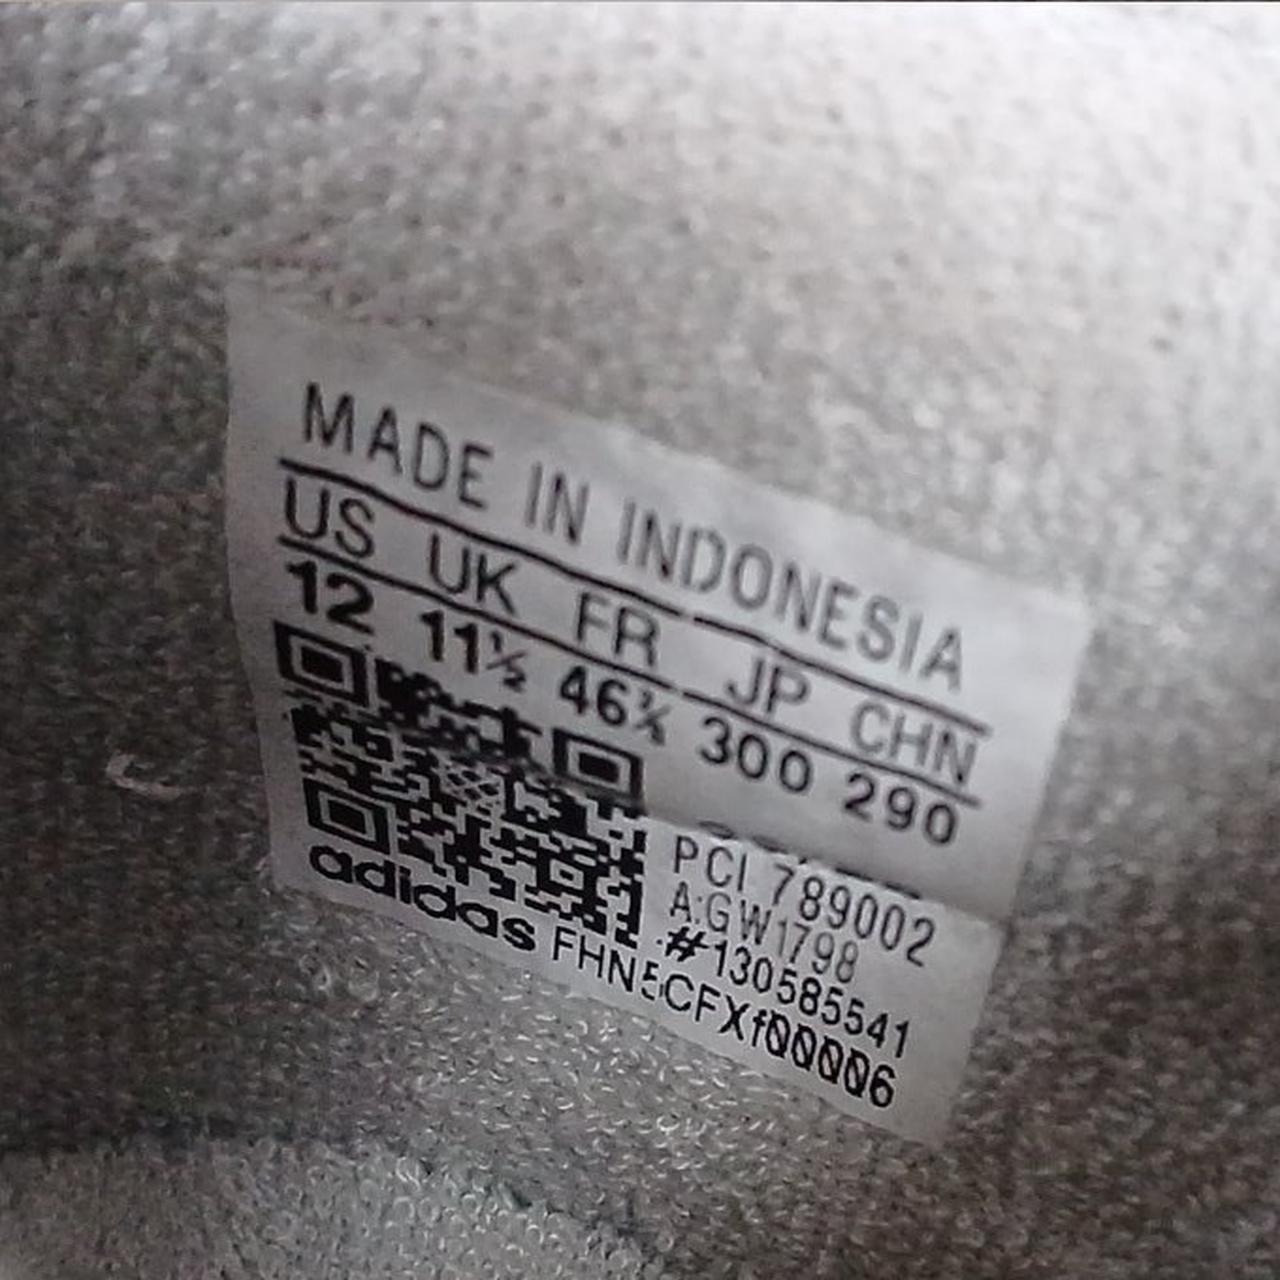 MADE IN INDONESIA
US UK FR JP CHN
12 11½ 46⅔ 300 290
PCI 789002
A:GW1798
#130585541
adidas FHN5CFXf00006